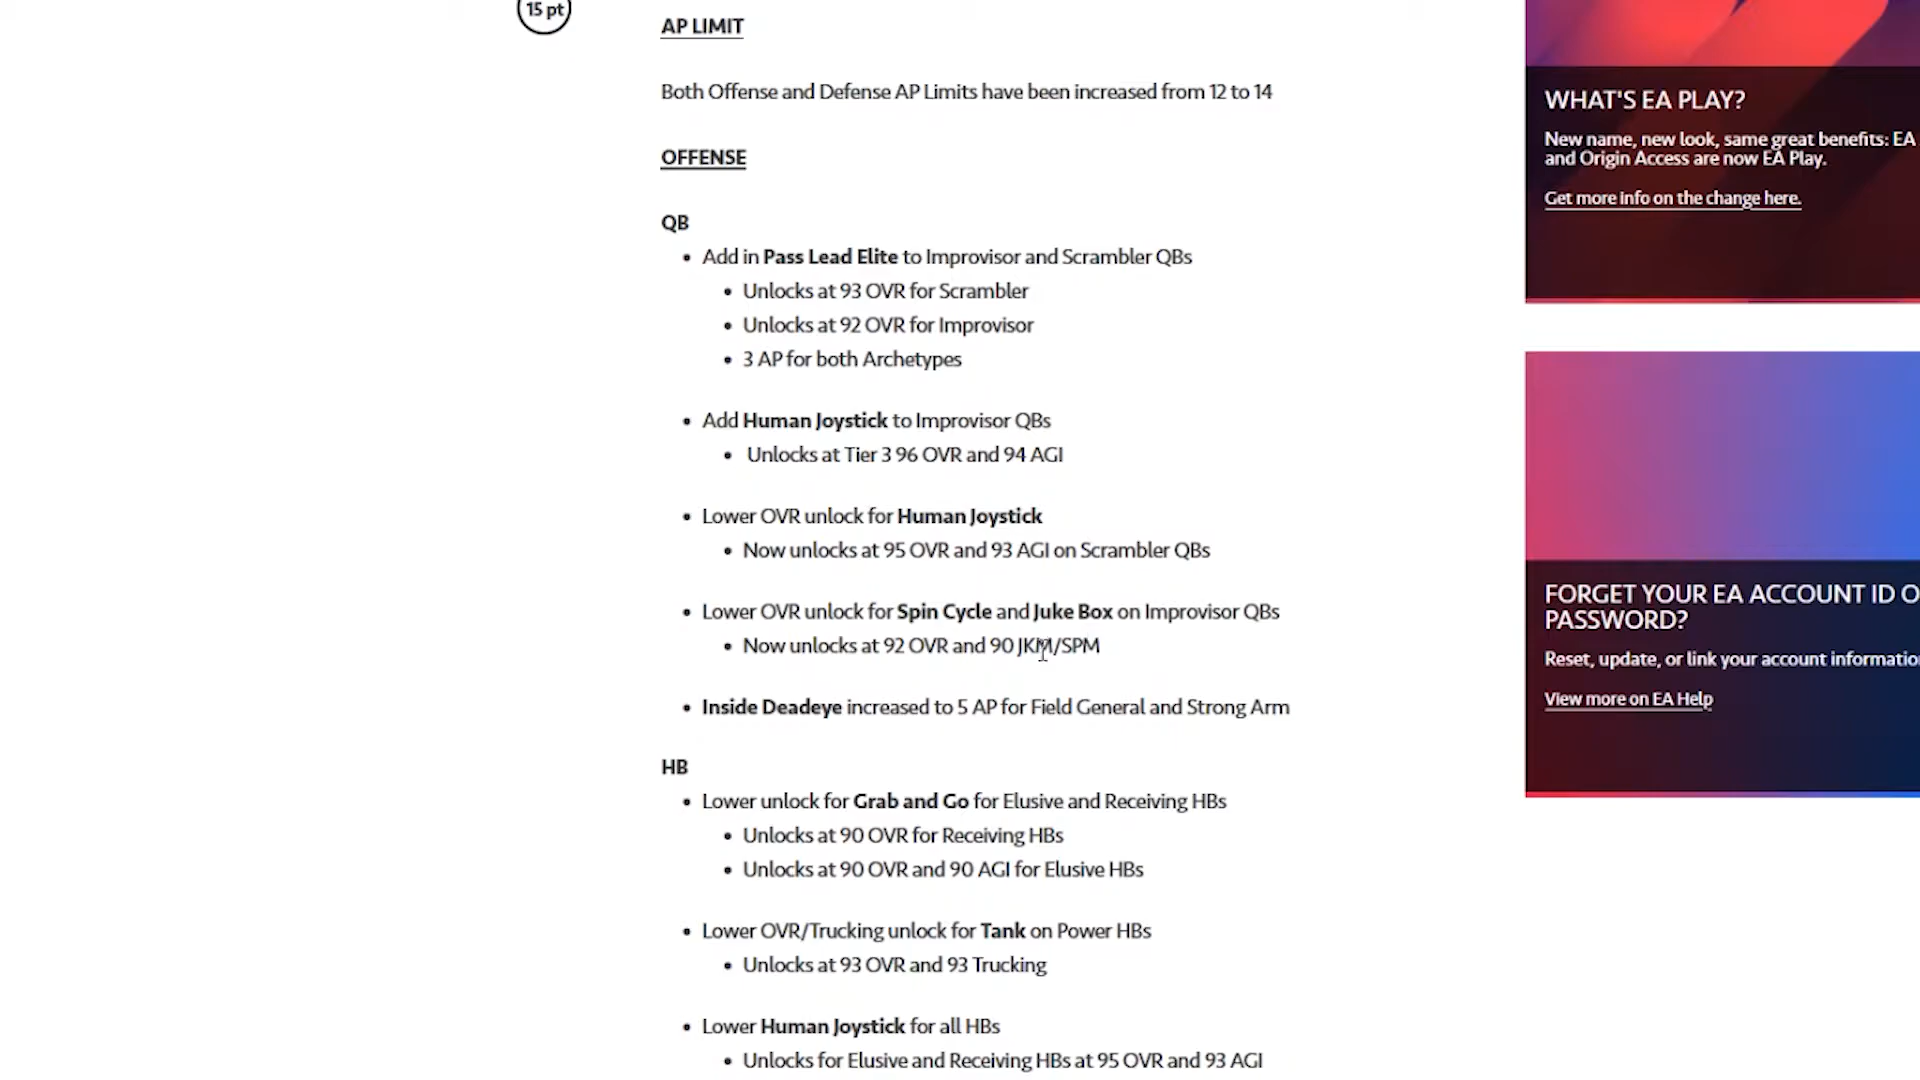 15 pt
AP LIMIT
Both Offense and Defense AP Limits have been increased from 12 to 14
OFFENSE
QB
Add in Pass Lead Elite to Improvisor and Scrambler QBs
Unlocks at 93 OVR for Scrambler
Unlocks at 92 OVR for Improvisor
3 AP for both Archetypes
Add Human Joystick to Improvisor QBs
Unlocks at Tier 3 96 OVR and 94 AGI
Lower OVR unlock for Human Joystick
Now unlocks at 95 OVR and 93 AGI on Scrambler QBs
Lower OVR unlock for Spin Cycle and Juke Box on Improvisor QBs
Now unlocks at 92 OVR and 90 JKM/SPM
Inside Deadeye increased to 5 AP for Field General and Strong Arm
HB
Lower unlock for Grab and Go for Elusive and Receiving HBs
Unlocks at 90 OVR for Receiving HBs
Unlocks at 90 OVR and 90 AGI for Elusive HBs
Lower OVR/Trucking unlock for Tank on Power HBs
Unlocks at 93 OVR and 93 Trucking
Lower Human Joystick for all HBs
Unlocks for Elusive and Receiving HBs at 95 OVR and 93 AGI
WHAT'S EA PLAY?
New name, new look, same great benefits: EA
and Origin Access are now EA Play.
Get more info on the change here.
FORGET YOUR EA ACCOUNT ID O
PASSWORD?
Reset, update, or link your account informatio
View more on EA Help